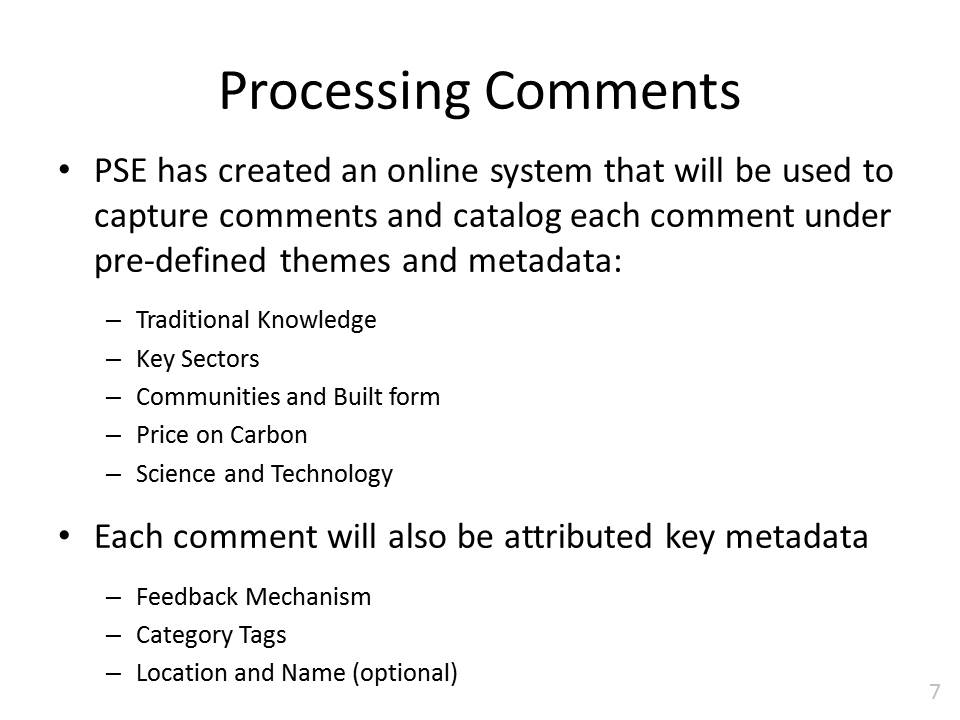 Processing Comments
• PSE has created an online system that will be used to
capture comments and catalog each comment under
pre-defined themes and metadata:
– Traditional Knowledge
– Key Sectors
– Communities and Built form
– Price on Carbon
– Science and Technology
• Each comment will also be attributed key metadata
– Feedback Mechanism
– Category Tags
– Location and Name (optional)
7